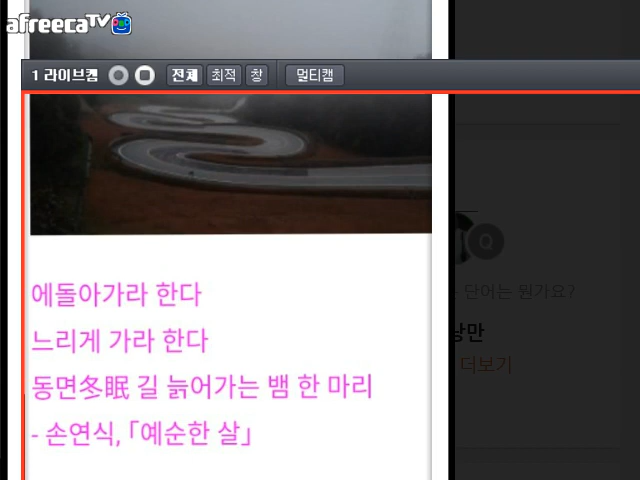 afreecaTV
1 라이브캠 전체 최적 창 멀티캠
Q
단어는 뭔가요?
낭만
더보기
에돌아가라 한다
느리게 가라 한다
동면冬眠 길 늙어가는 뱀 한 마리
- 손연식, 「예순한 살」